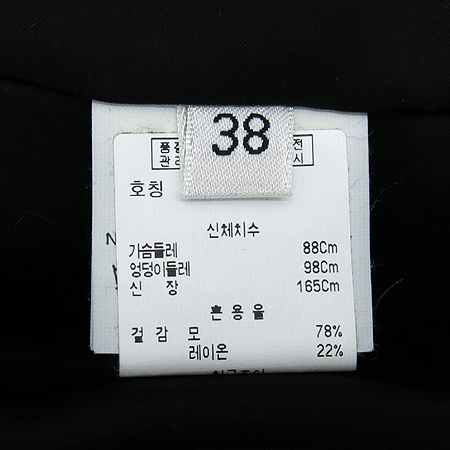 38
호칭
신체치수
가슴둘레 88Cm
엉덩이둘레 98Cm
신 장 165Cm
혼 용 율
겉 감 모 78%
레이온 22%